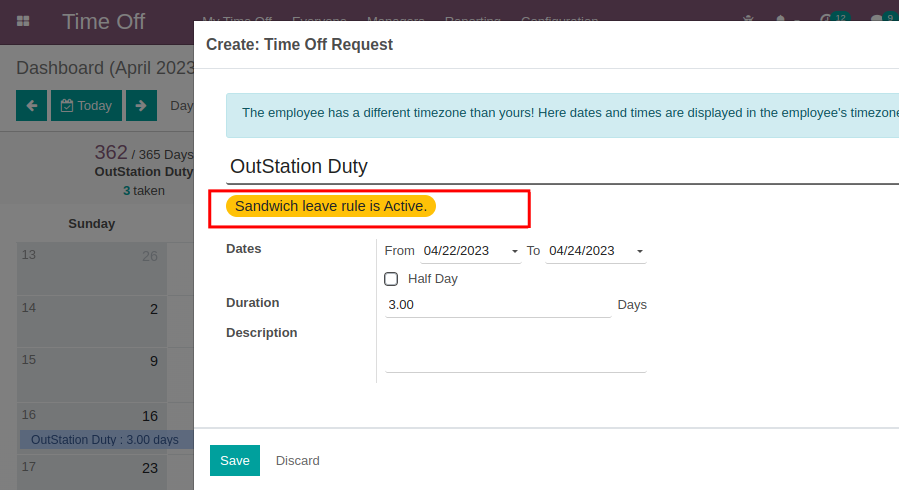 Time Off My Time Off Everyone Managers Reporting Configuration 12 9
Create: Time Off Request
Dashboard (April 2023
Today Day
The employee has a different timezone than yours! Here dates and times are displayed in the employee's timezone
362 / 365 Days
OutStation Duty
3 taken
OutStation Duty
Sandwich leave rule is Active.
Sunday
Dates From 04/22/2023 To 04/24/2023
Half Day
Duration 3.00 Days
Description
13 26
14 2
15 9
16 16
OutStation Duty : 3.00 days
17 23
Save Discard